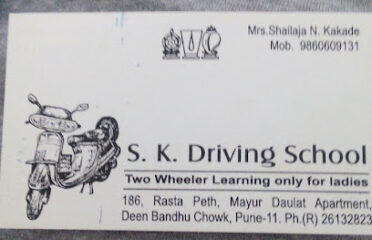 Mrs.Shailaja N. Kakade
Mob. 9860609131
S. K. Driving School
Two Wheeler Learning only for ladies
186, Rasta Peth, Mayur Daulat Apartment,
Deen Bandhu Chowk, Pune-11. Ph.(R) 26132823